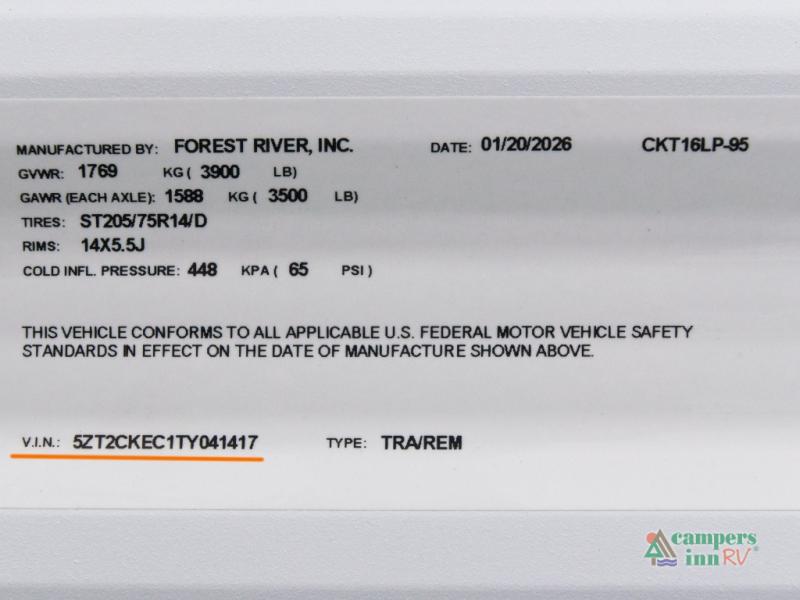 MANUFACTURED BY: FOREST RIVER, INC. DATE: 01/20/2026 CKT16LP-95
GVWR: 1769 KG ( 3900 LB)
GAWR (EACH AXLE): 1588 KG ( 3500 LB)
TIRES: ST205/75R14/D
RIMS: 14X5.5J
COLD INFL. PRESSURE: 448 KPA ( 65 PSI )
THIS VEHICLE CONFORMS TO ALL APPLICABLE U.S. FEDERAL MOTOR VEHICLE SAFETY
STANDARDS IN EFFECT ON THE DATE OF MANUFACTURE SHOWN ABOVE.
V.I.N.: 5ZT2CKEC1TY041417 TYPE: TRA/REM
campers
inn RV®